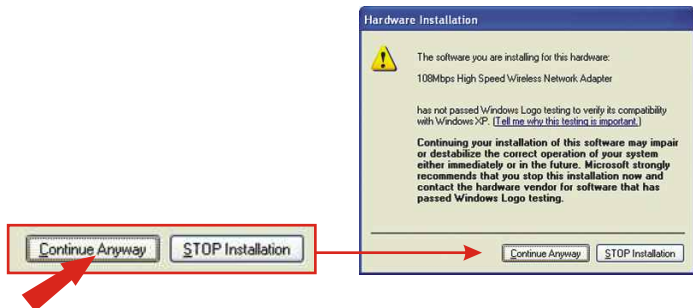 Hardware Installation
The software you are installing for this hardware:
108Mbps High Speed Wireless Network Adapter
has not passed Windows Logo testing to verify its compatibility
with Windows XP. (Tell me why this testing is important.)
Continuing your installation of this software may impair
or destabilize the correct operation of your system
either immediately or in the future. Microsoft strongly
recommends that you stop this installation now and
contact the hardware vendor for software that has
passed Windows Logo testing.
Continue Anyway STOP Installation
Continue Anyway STOP Installation